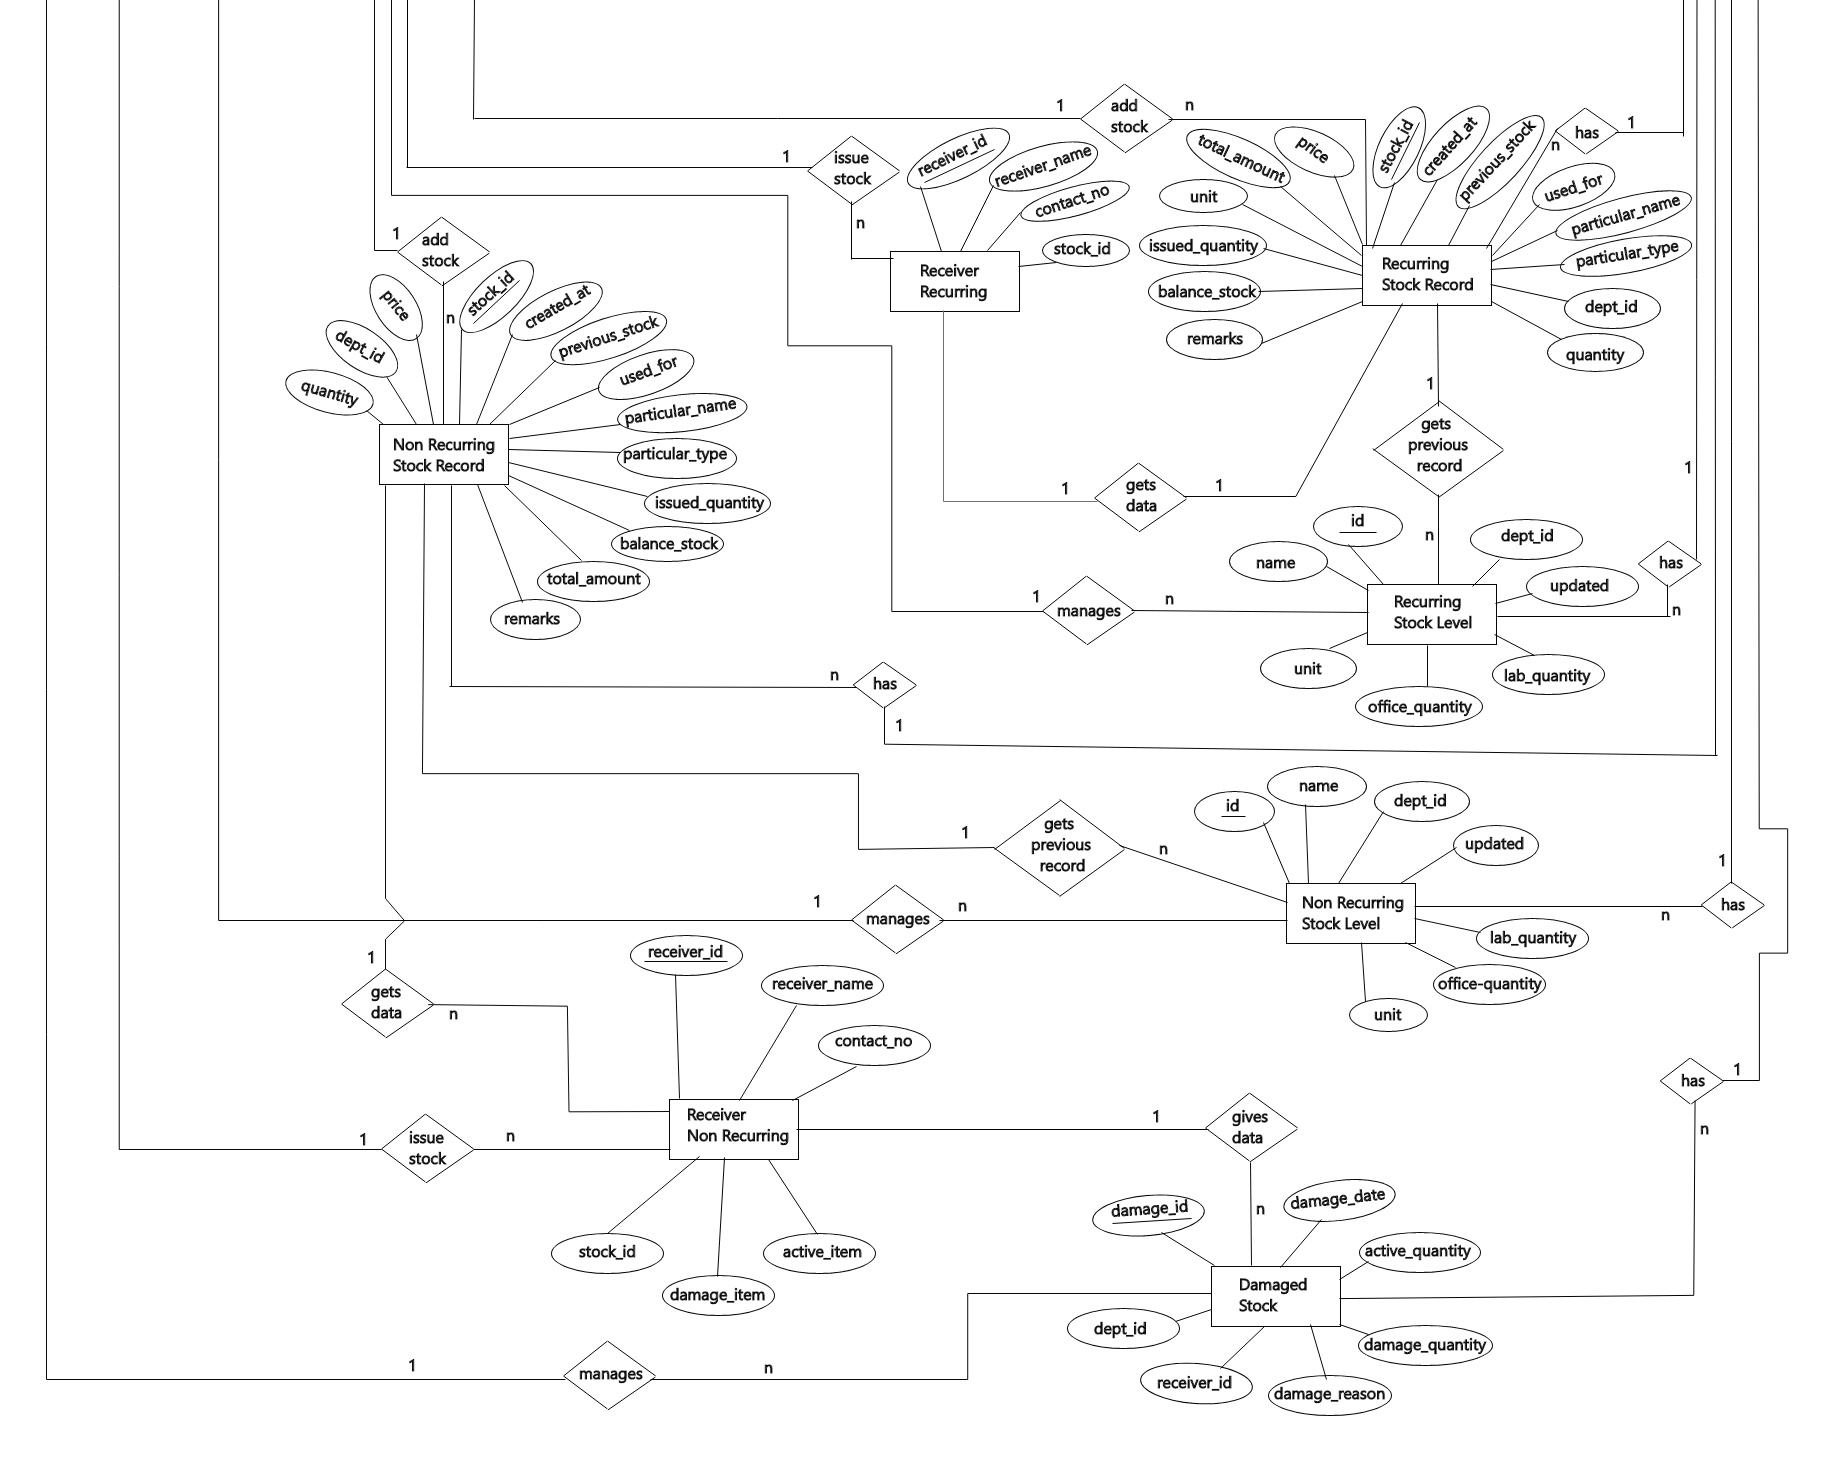 1
add
stock
n
1
issue
stock
n
receiver_id
receiver_name
contact_no
stock_id
Receiver
Recurring
total_amount
price
stock_id
created_at
previous_stock
n
has
1
used_for
particular_name
particular_type
dept_id
quantity
unit
issued_quantity
balance_stock
remarks
Recurring
Stock Record
1
add
stock
n
price
stock_id
created_at
previous_stock
used_for
particular_name
particular_type
issued_quantity
balance_stock
total_amount
remarks
dept_id
quantity
Non Recurring
Stock Record
1
gets
previous
record
n
1
gets
data
1
1
has
n
id
dept_id
name
updated
Recurring
Stock Level
unit
lab_quantity
office_quantity
1
manages
n
n
has
1
name
id
dept_id
updated
1
gets
previous
record
n
Non Recurring
Stock Level
1
has
n
lab_quantity
office-quantity
unit
1
manages
n
1
gets
data
n
receiver_id
receiver_name
contact_no
Receiver
Non Recurring
1
issue
stock
n
stock_id
active_item
damage_item
1
gives
data
n
has
1
n
damage_id
damage_date
active_quantity
Damaged
Stock
dept_id
damage_quantity
receiver_id
damage_reason
1
manages
n